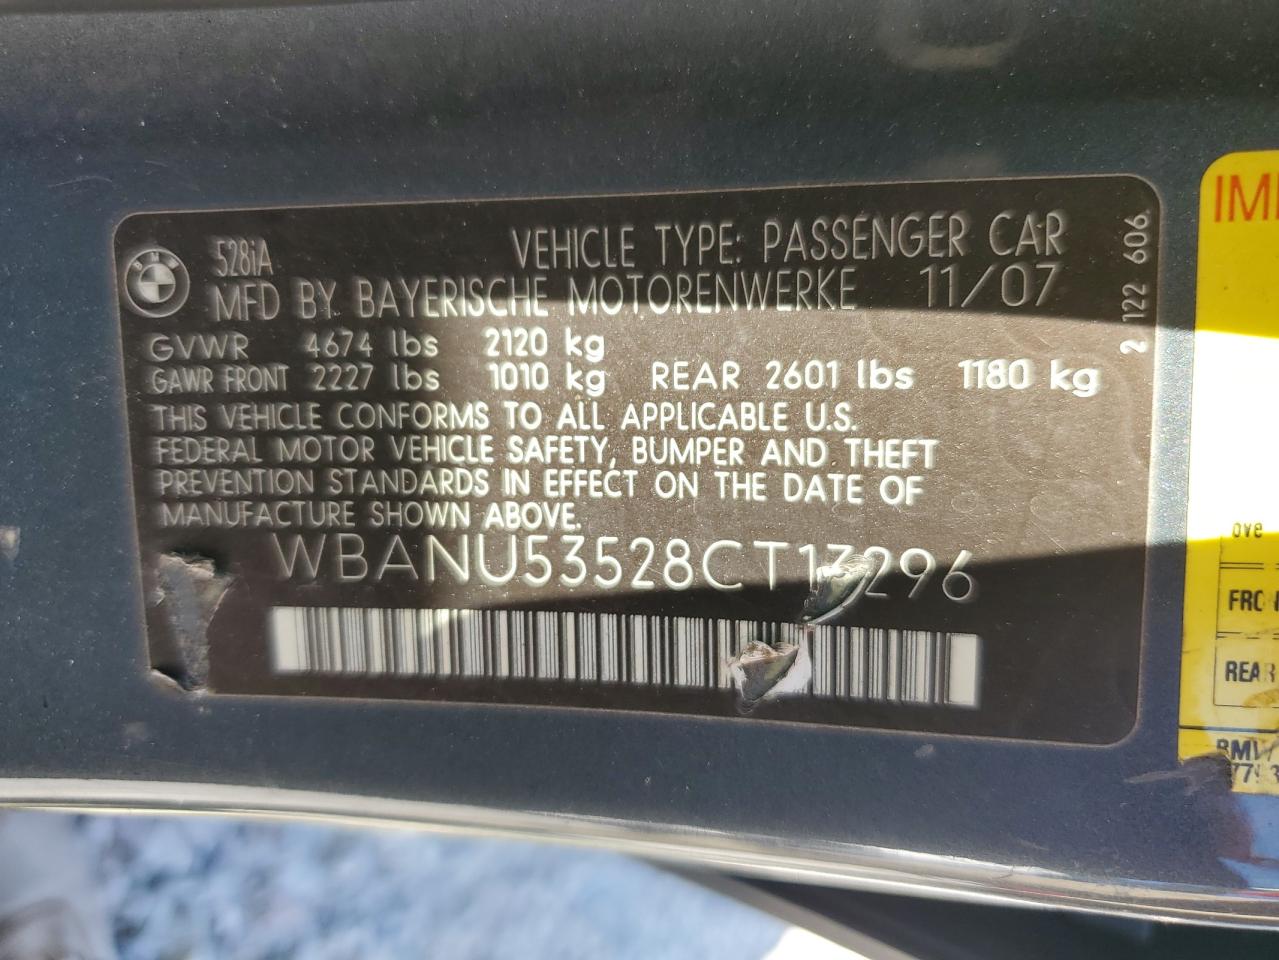 BMW
528iA
VEHICLE TYPE: PASSENGER CAR
MFD BY BAYERISCHE MOTORENWERKE 11/07
GVWR 4674 lbs 2120 kg
GAWR FRONT 2227 lbs 1010 kg REAR 2601 lbs 1180 kg
THIS VEHICLE CONFORMS TO ALL APPLICABLE U.S.
FEDERAL MOTOR VEHICLE SAFETY, BUMPER AND THEFT
PREVENTION STANDARDS IN EFFECT ON THE DATE OF
MANUFACTURE SHOWN ABOVE.
2 122 606
REAR
BMW